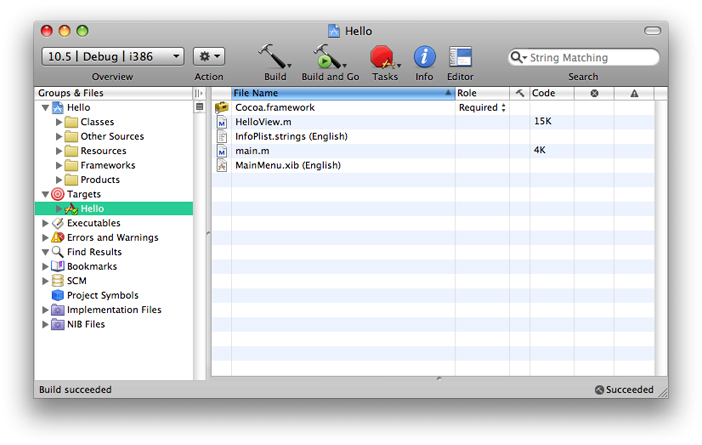 Hello
10.5 | Debug | i386
String Matching
Overview
Action
Build
Build and Go
Tasks
Info
Editor
Search
Groups & Files
File Name
Role
Code
Hello
Classes
Other Sources
Resources
Frameworks
Products
Targets
Hello
Executables
Errors and Warnings
Find Results
Bookmarks
SCM
Project Symbols
Implementation Files
NIB Files
Cocoa.framework Required
HelloView.m 15K
InfoPlist.strings (English)
main.m 4K
MainMenu.xib (English)
Build succeeded
Succeeded